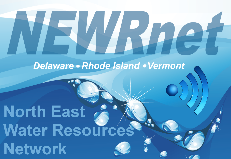 NEWRnet
Delaware • Rhode Island • Vermont
North East
Water Resources
Network